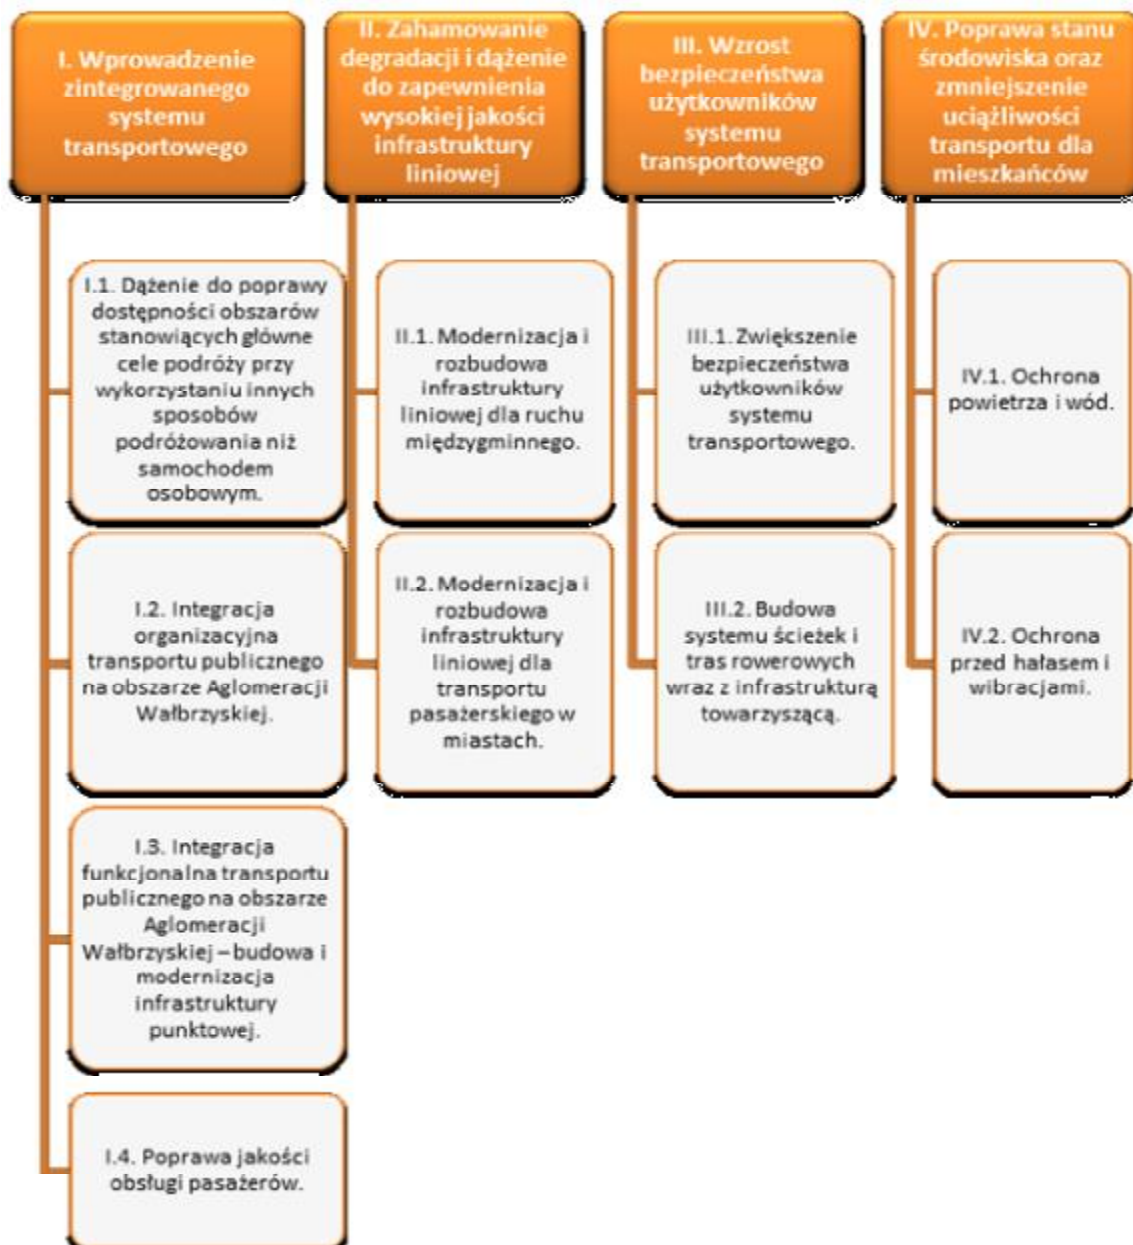 I. Wprowadzenie
zintegrowanego
systemu
transportowego
II. Zahamowanie
degradacji i dążenie
do zapewnienia
wysokiej jakości
infrastruktury
liniowej
III. Wzrost
bezpieczeństwa
użytkowników
systemu
transportowego
IV. Poprawa stanu
środowiska oraz
zmniejszenie
uciążliwości
transportu dla
mieszkańców
I.1. Dążenie do poprawy
dostępności obszarów
stanowiących główne
cele podróży przy
wykorzystaniu innych
sposobów
podróżowania niż
samochodem
osobowym.
I.2. Integracja
organizacyjna
transportu publicznego
na obszarze Aglomeracji
Wałbrzyskiej.
I.3. Integracja
funkcjonalna transportu
publicznego na obszarze
Aglomeracji
Wałbrzyskiej – budowa i
modernizacja
infrastruktury
punktowej.
I.4. Poprawa jakości
obsługi pasażerów.
II.1. Modernizacja i
rozbudowa
infrastruktury
liniowej dla ruchu
międzygminnego.
II.2. Modernizacja i
rozbudowa
infrastruktury
liniowej dla
transportu
pasażerskiego w
miastach.
III.1. Zwiększenie
bezpieczeństwa
użytkowników
systemu
transportowego.
III.2. Budowa
systemu ścieżek i
tras rowerowych
wraz z infrastrukturą
towarzyszącą.
IV.1. Ochrona
powietrza i wód.
IV.2. Ochrona
przed hałasem i
wibracjami.